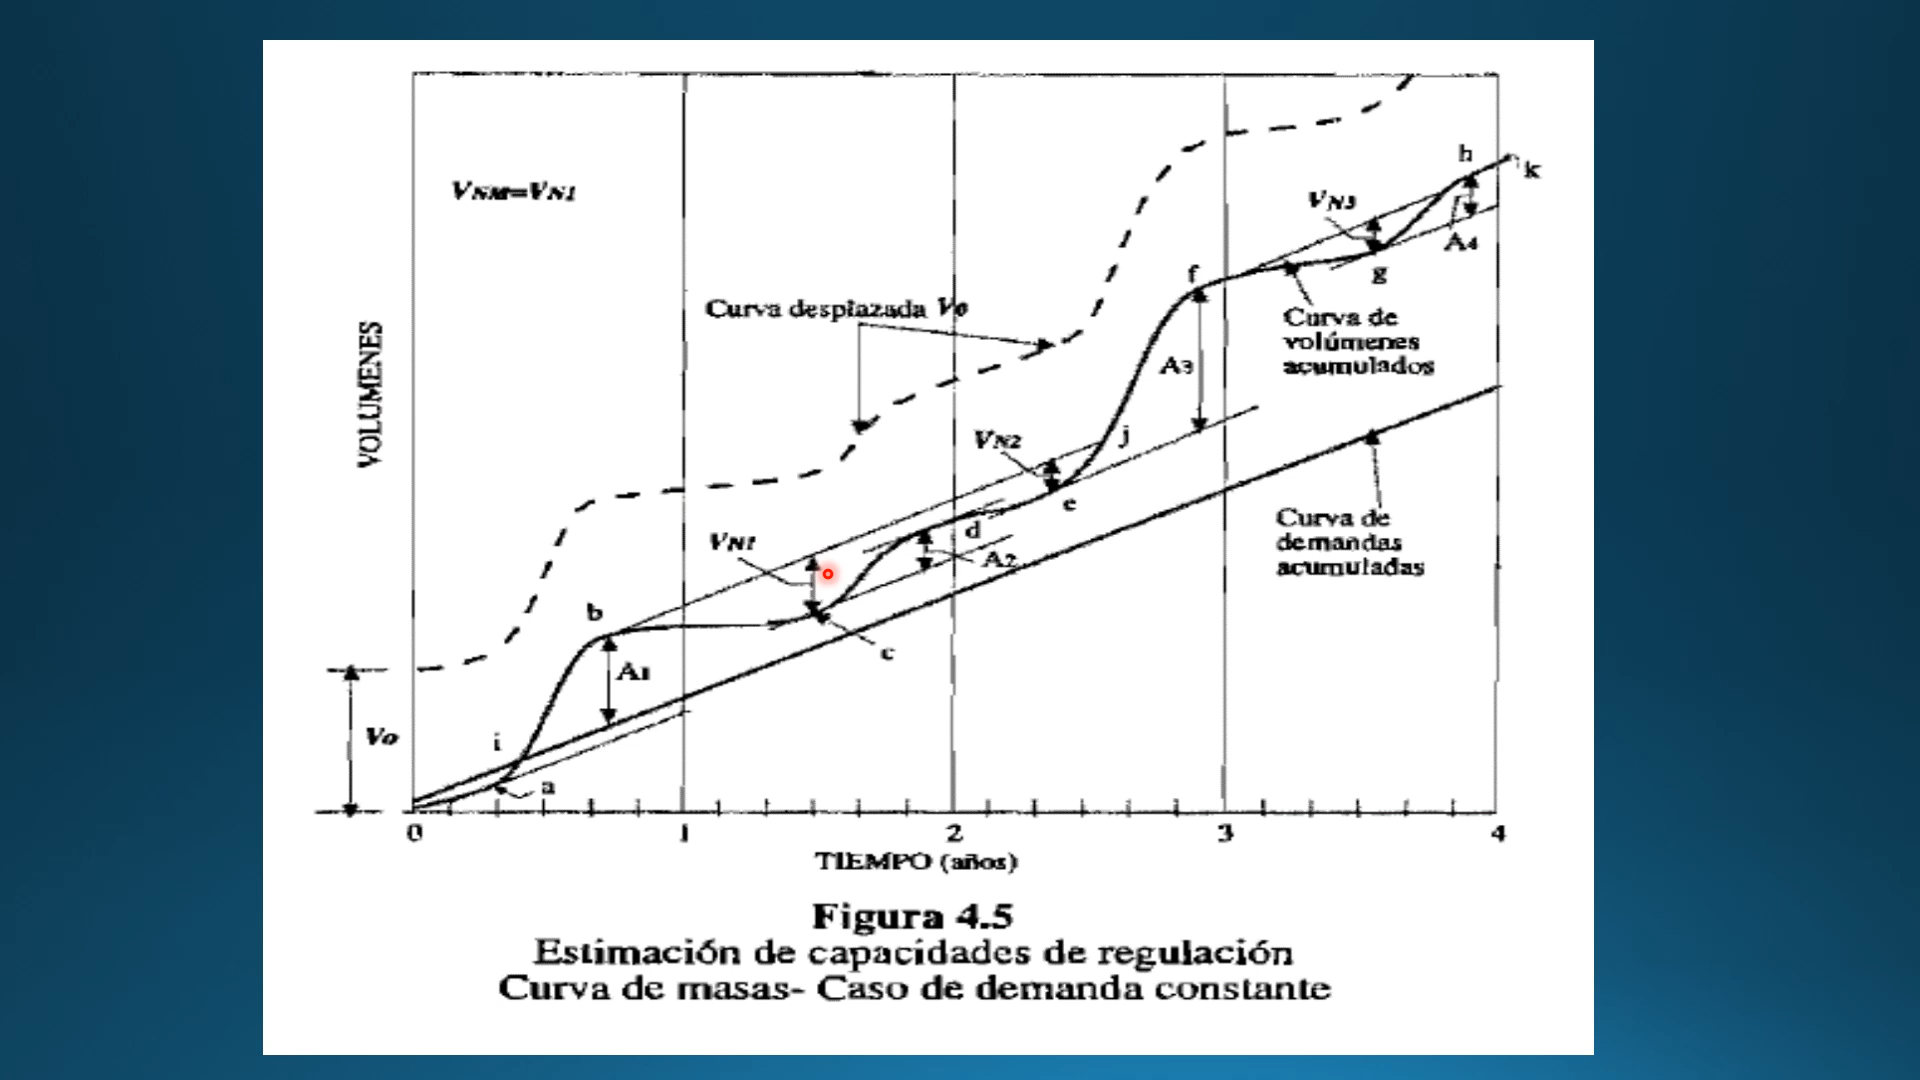 VNM=VN1
h
k
VN3
A4
g
f
Curva desplazada Vo
Curva de
volúmenes
acumulados
A3
VOLUMENES
VN2
j
e
d
VN1
A2
Curva de
demandas
acumuladas
b
c
A1
Vo
i
a
0 1 2 3 4
TIEMPO (años)
Figura 4.5
Estimación de capacidades de regulación
Curva de masas- Caso de demanda constante